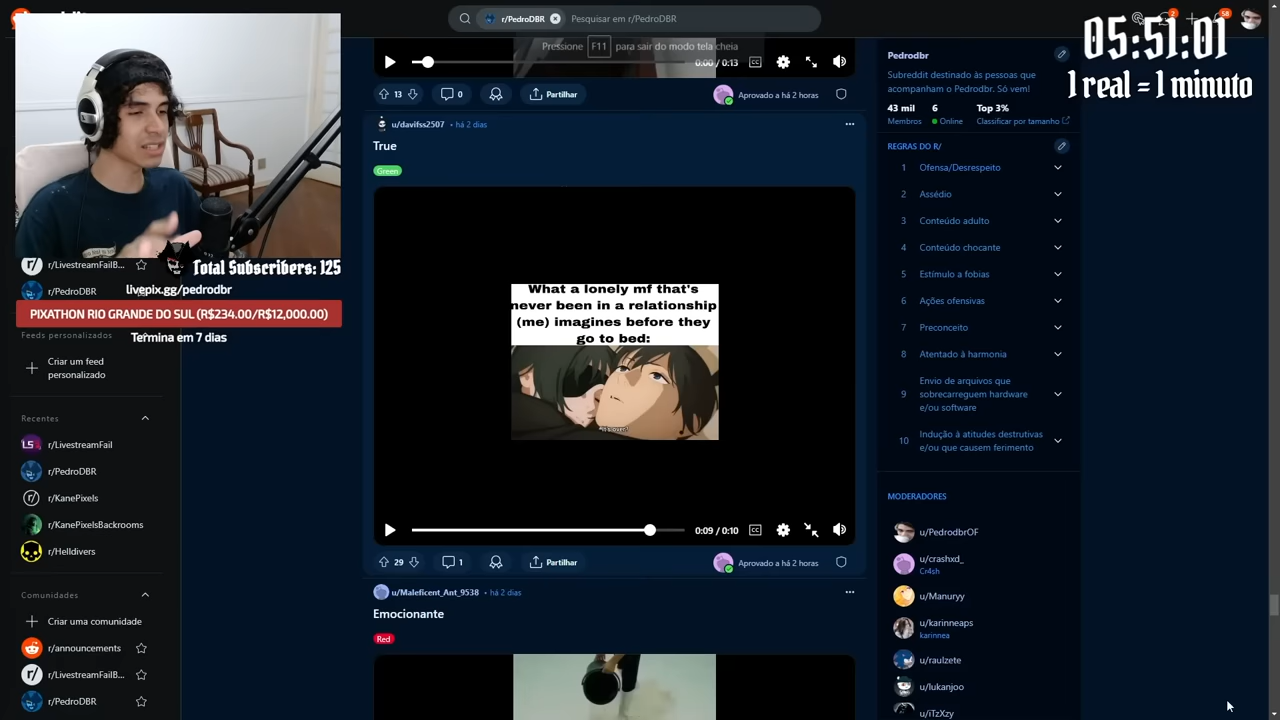 r/PedroDBR
Pesquisar em r/PedroDBR
2
58
Pressione F11 para sair do modo tela cheia
05:51:01
1 real = 1 minuto
0:00 / 0:13
13
0
Partilhar
Aprovado a há 2 horas
u/davifss2507 • há 2 dias
True
Green
What a lonely mf that's
never been in a relationship
(me) imagines before they
go to bed:
0:09 / 0:10
29
1
Partilhar
Aprovado a há 2 horas
u/Maleficent_Ant_9538 • há 2 dias
Emocionante
Red
r/LivestreamFailB...
Total Subscribers: 125
livepix.gg/pedrodbr
r/PedroDBR
PIXATHON RIO GRANDE DO SUL (R$234.00/R$12,000.00)
Termina em 7 dias
Feeds personalizados
Criar um feed
personalizado
Recentes
r/LivestreamFail
r/PedroDBR
r/KanePixels
r/KanePixelsBackrooms
r/Helldivers
Comunidades
Criar uma comunidade
r/announcements
r/LivestreamFailB...
r/PedroDBR
Pedrodbr
Subreddit destinado às pessoas que
acompanham o Pedrodbr. Só vem!
43 mil
6
Top 3%
Membros
Online
Classificar por tamanho
REGRAS DO R/
1 Ofensa/Desrespeito
2 Assédio
3 Conteúdo adulto
4 Conteúdo chocante
5 Estímulo a fobias
6 Ações ofensivas
7 Preconceito
8 Atentado à harmonia
9 Envio de arquivos que
sobrecarreguem hardware
e/ou software
10 Indução à atitudes destrutivas
e/ou que causem ferimento
MODERADORES
u/PedrodbrOF
u/crashxd_
Cr4sh
u/Manuryy
u/karinneaps
karinnea
u/raulzete
u/lukanjoo
u/iTzXzy